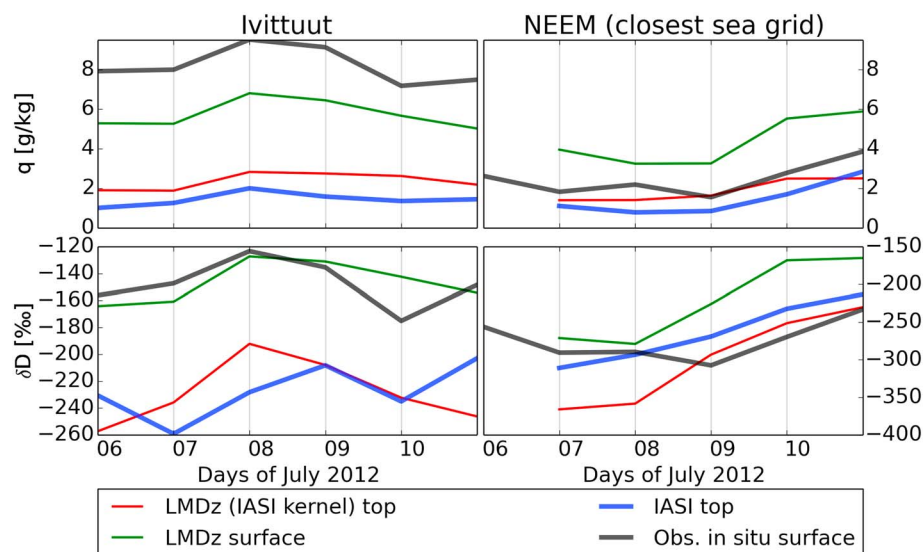 Ivittuut NEEM (closest sea grid)
q [g/kg]
8 8
6 6
4 4
2 2
0 0
δD [‰]
−120 −150
−140 −200
−160
−180 −250
−200 −300
−220
−240 −350
−260 −400
06 07 08 09 10 06 07 08 09 10
Days of July 2012 Days of July 2012
LMDz (IASI kernel) top IASI top
LMDz surface Obs. in situ surface